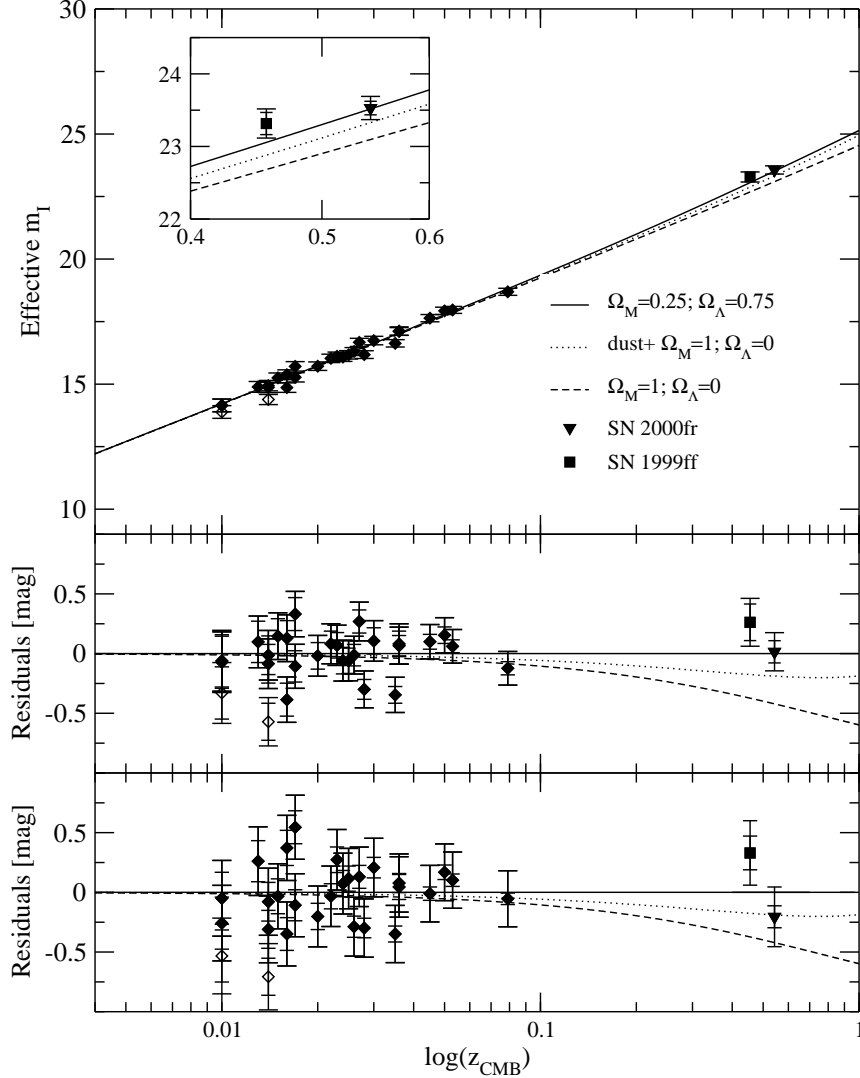 30
25
20
15
10
Effective m_I
24
23
22
0.4
0.5
0.6
Ω_M=0.25; Ω_Λ=0.75
dust+ Ω_M=1; Ω_Λ=0
Ω_M=1; Ω_Λ=0
SN 2000fr
SN 1999ff
0.5
0
-0.5
Residuals [mag]
0.5
0
-0.5
Residuals [mag]
0.01
0.1
1
log(z_CMB)